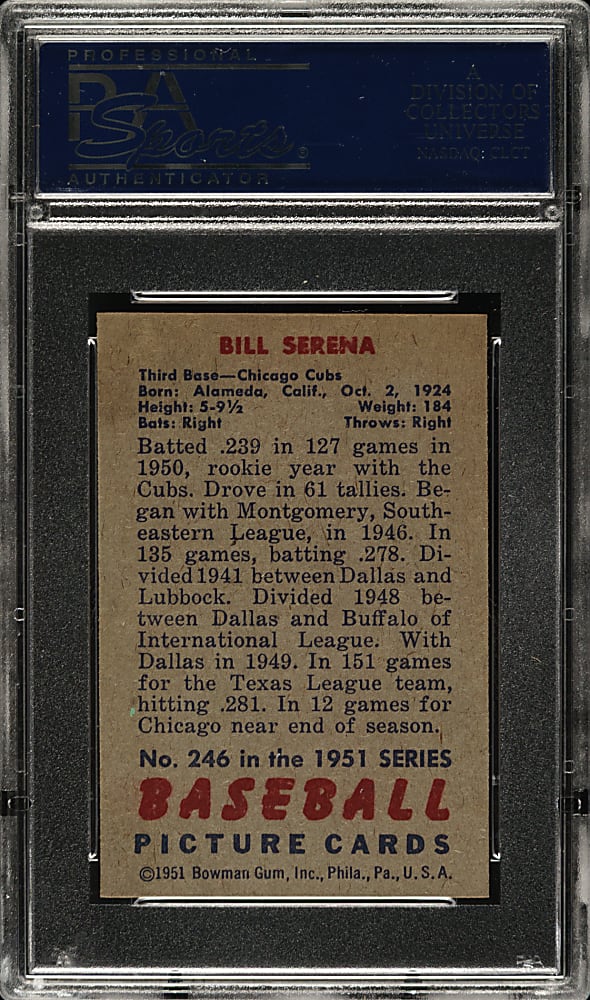 PROFESSIONAL
PSA
Sports®
AUTHENTICATOR
A
DIVISION OF
COLLECTORS
UNIVERSE
NASDAQ: CLCT
BILL SERENA
Third Base—Chicago Cubs
Born: Alameda, Calif., Oct. 2, 1924
Height: 5-9½ Weight: 184
Bats: Right Throws: Right
Batted .239 in 127 games in
1950, rookie year with the
Cubs. Drove in 61 tallies. Be-
gan with Montgomery, South-
eastern League, in 1946. In
135 games, batting .278. Di-
vided 1941 between Dallas and
Lubbock. Divided 1948 be-
tween Dallas and Buffalo of
International League. With
Dallas in 1949. In 151 games
for the Texas League team,
hitting .281. In 12 games for
Chicago near end of season.
No. 246 in the 1951 SERIES
BASEBALL
PICTURE CARDS
©1951 Bowman Gum, Inc., Phila., Pa., U. S. A.